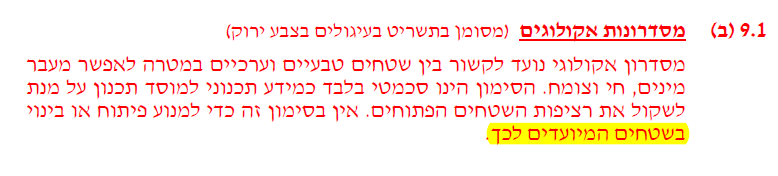 9.1 (ב) מסדרונות אקולוגים (מסומן בתשריט בעיגולים בצבע ירוק)
מסדרון אקולוגי נועד לקשור בין שטחים טבעיים וערכיים במטרה לאפשר מעבר
מינים, חי וצומח. הסימון הינו סכמטי בלבד כמידע תכנוני למוסד תכנון על מנת
לשקול את רציפות השטחים הפתוחים. אין בסימון זה כדי למנוע פיתוח או בינוי
בשטחים המיועדים לכך.